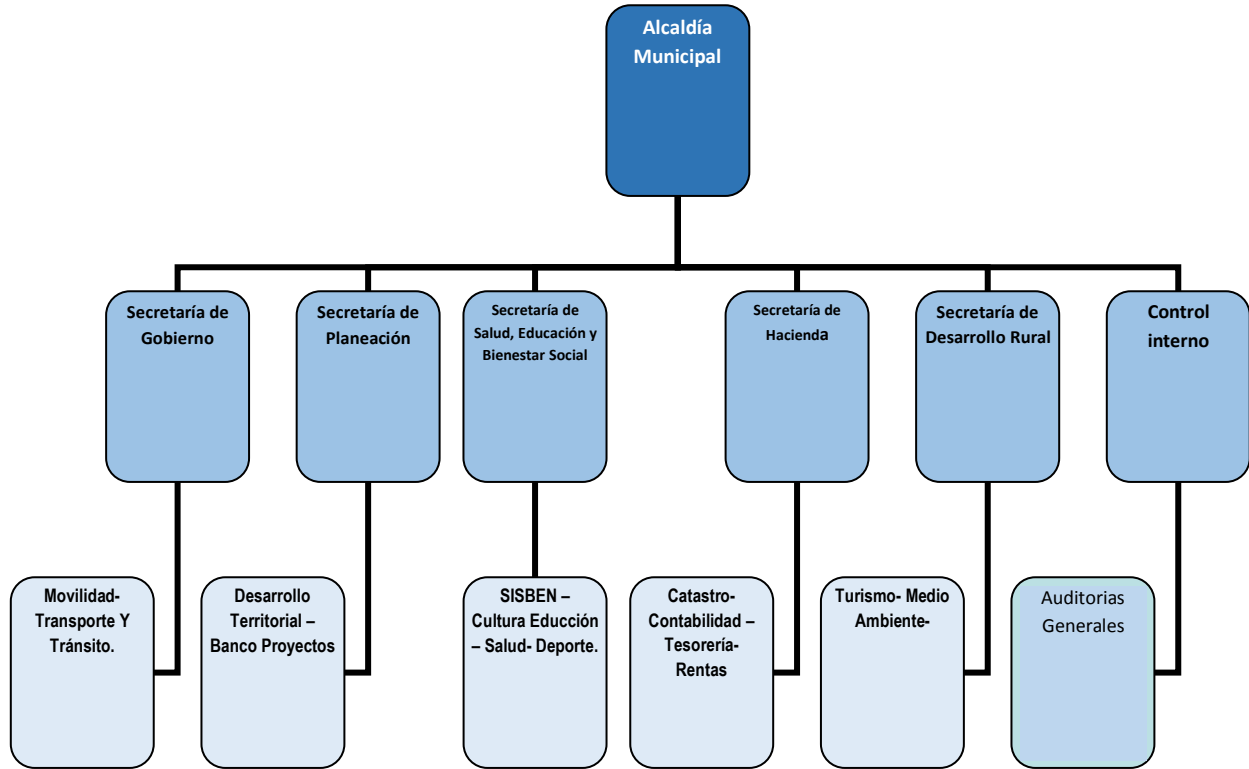 Alcaldía
Municipal
Secretaría de
Gobierno
Secretaría de
Planeación
Secretaría de
Salud, Educación y
Bienestar Social
Secretaría de
Hacienda
Secretaría de
Desarrollo Rural
Control
interno
Movilidad-
Transporte Y
Tránsito.
Desarrollo
Territorial –
Banco Proyectos
SISBEN –
Cultura Educción
– Salud- Deporte.
Catastro-
Contabilidad –
Tesorería-
Rentas
Turismo- Medio
Ambiente-
Auditorias
Generales